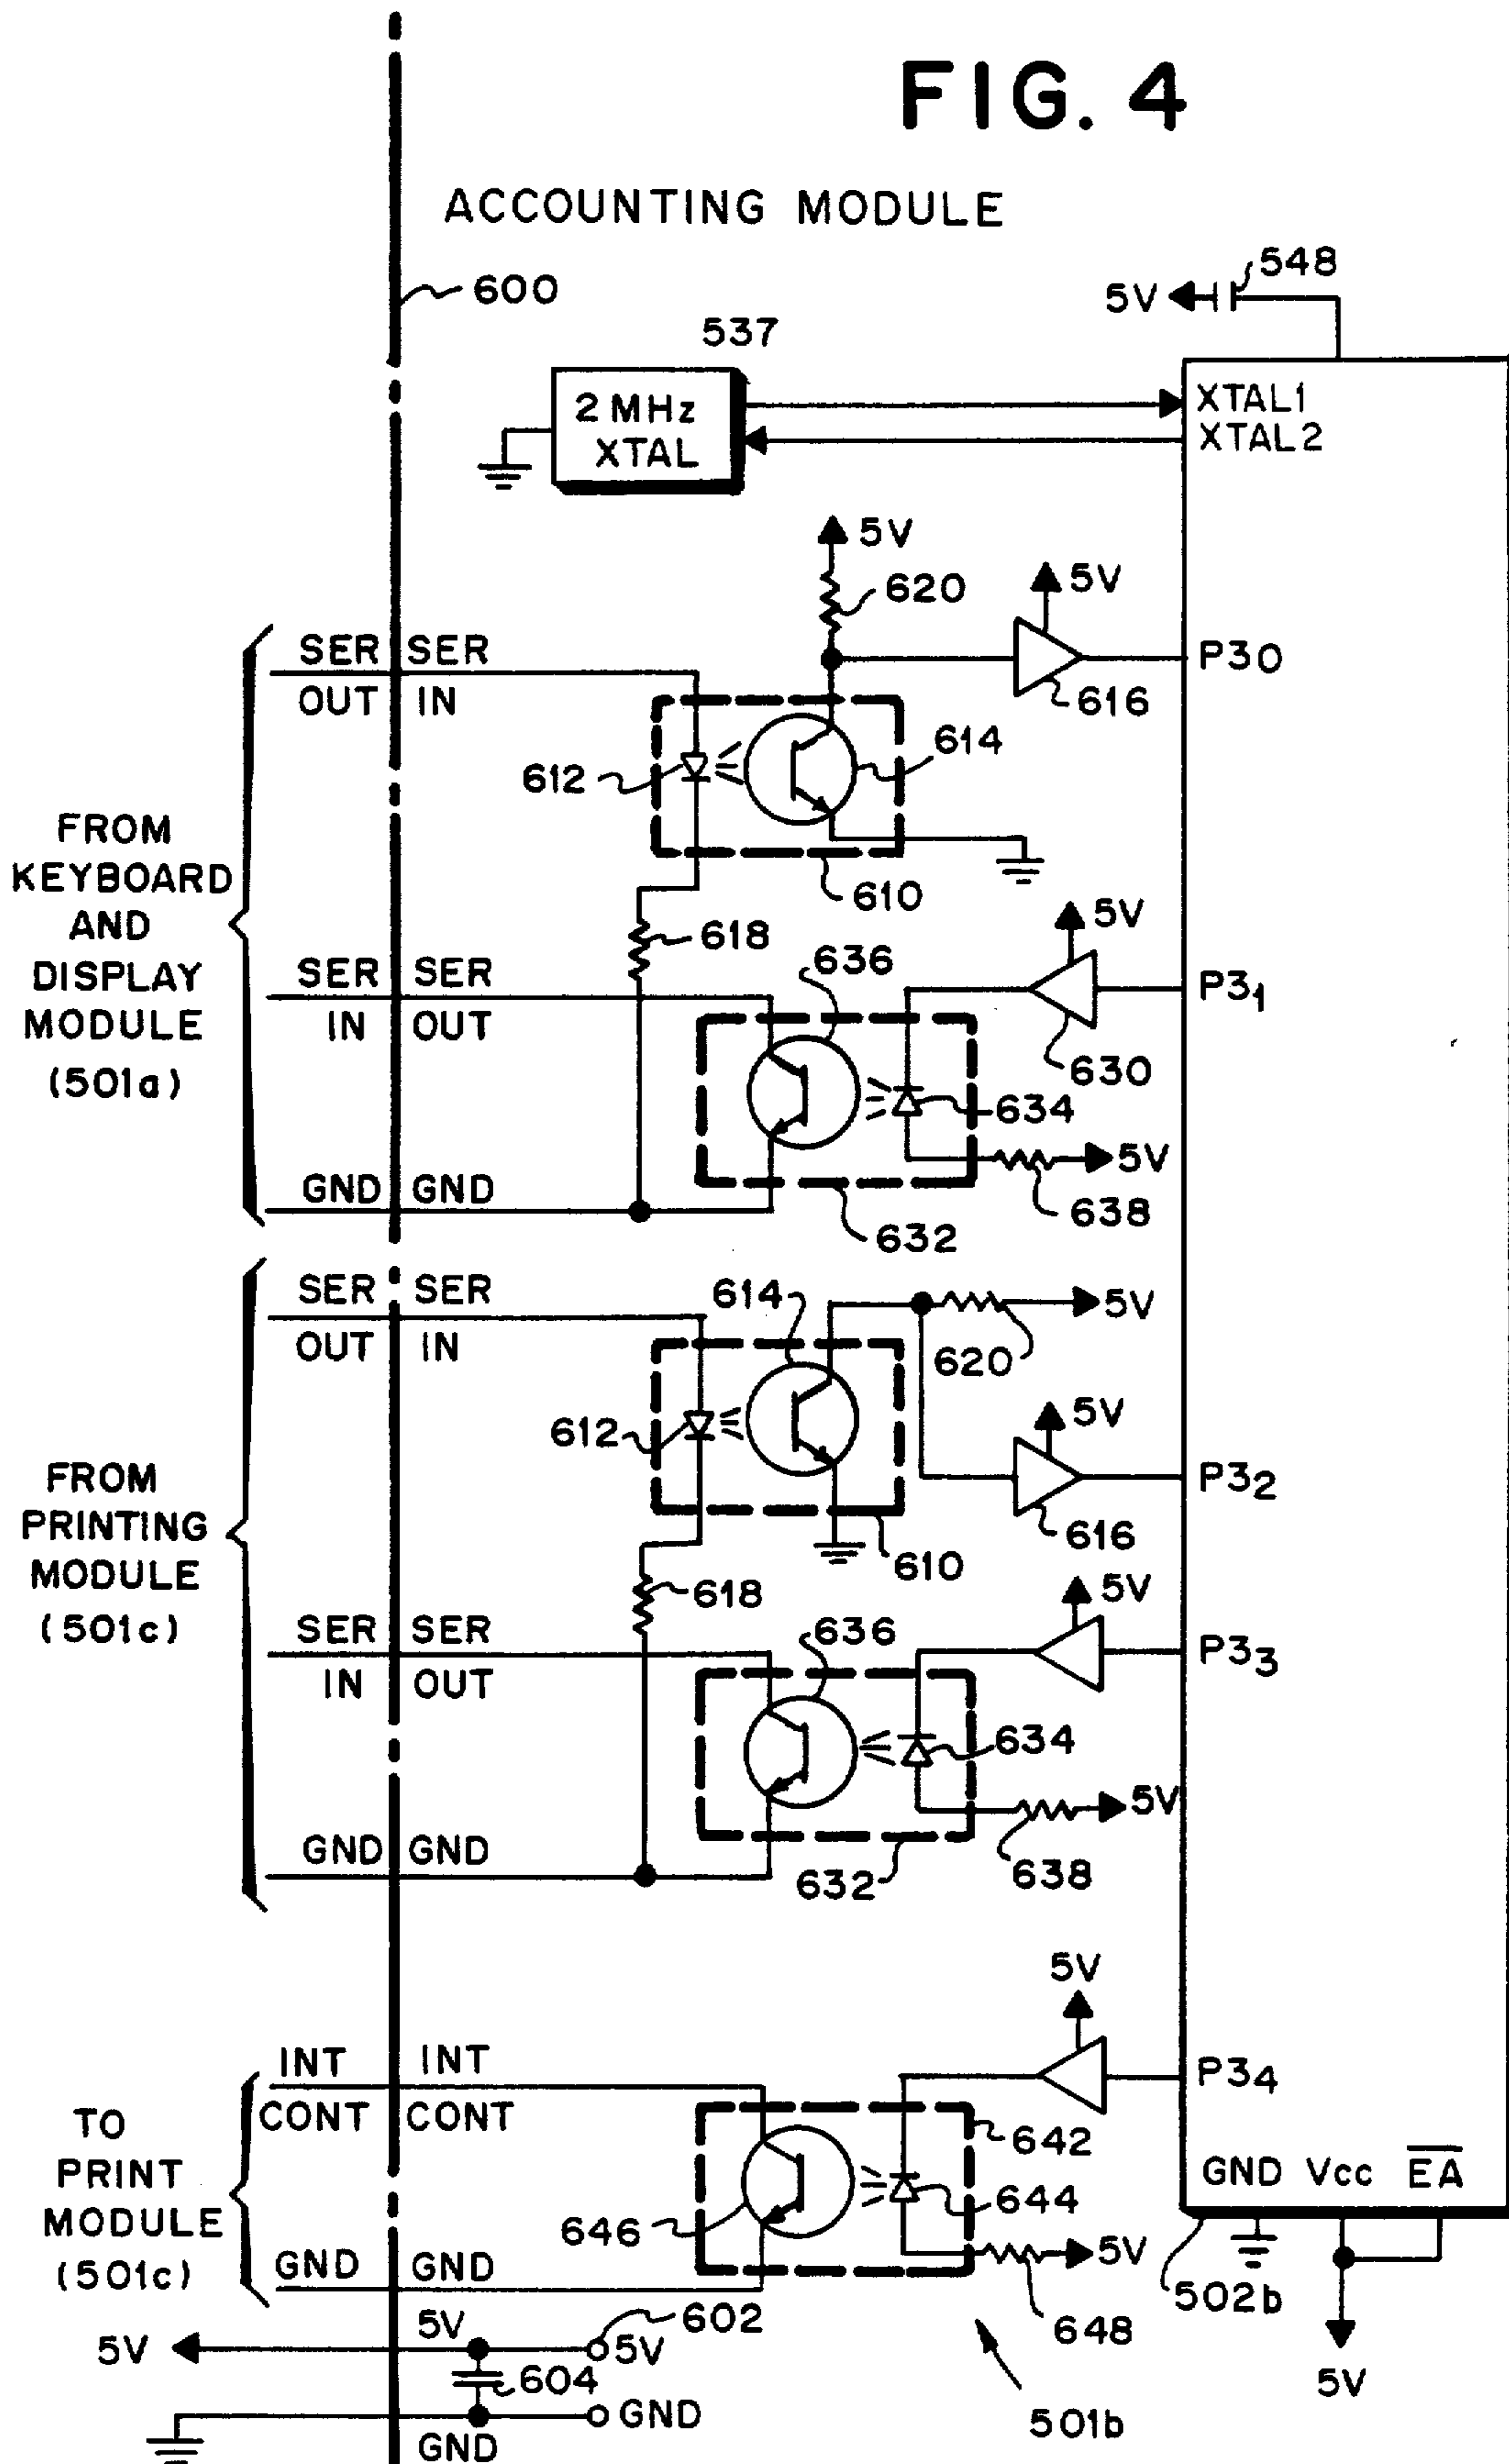 FIG. 4
ACCOUNTING MODULE
600
548
5V
537
2 MHz
XTAL
XTAL1
XTAL2
5V
620
5V
SER SER
OUT IN
P30
616
614
612
610
FROM
KEYBOARD
AND
DISPLAY
MODULE
(501a)
618
5V
636
SER SER
IN OUT
P31
630
634
5V
638
GND GND
632
SER SER
OUT IN
614
5V
620
612
5V
FROM
PRINTING
MODULE
(501c)
P32
616
610
618
5V
636
SER SER
IN OUT
P33
634
5V
638
GND GND
632
5V
INT INT
CONT CONT
P34
TO
PRINT
MODULE
(501c)
642
GND Vcc EA
644
646
5V
GND GND
502b
648
5V
5V
602
5V
604
GND
GND
501b
5V